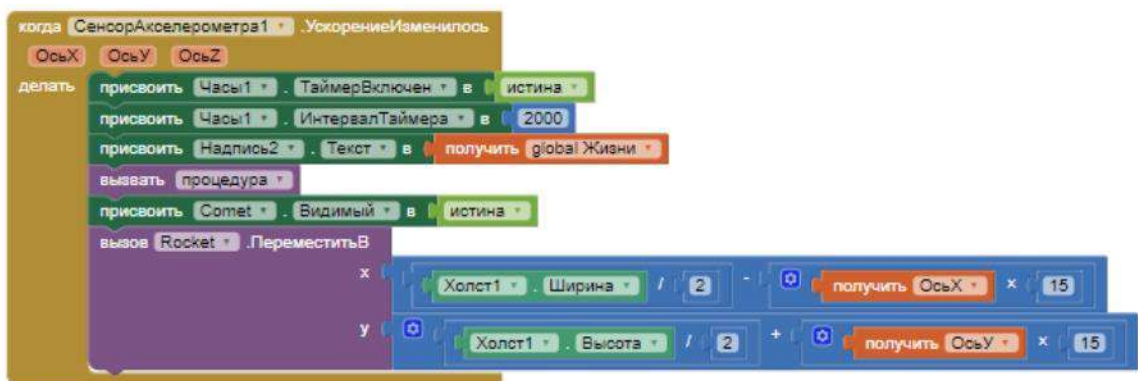 когда СенсорАкселерометра1 .УскорениеИзменилось
ОсьX ОсьУ ОсьZ
делать присвоить Часы1 . ТаймерВключен в истина
присвоить Часы1 . ИнтервалТаймера в 2000
присвоить Надпись2 . Текст в получить global Жизни
вызвать процедура
присвоить Comet . Видимый в истина
вызов Rocket .ПереместитьВ
x Холст1 . Ширина / 2 - получить ОсьX × 15
y Холст1 . Высота / 2 + получить ОсьУ × 15